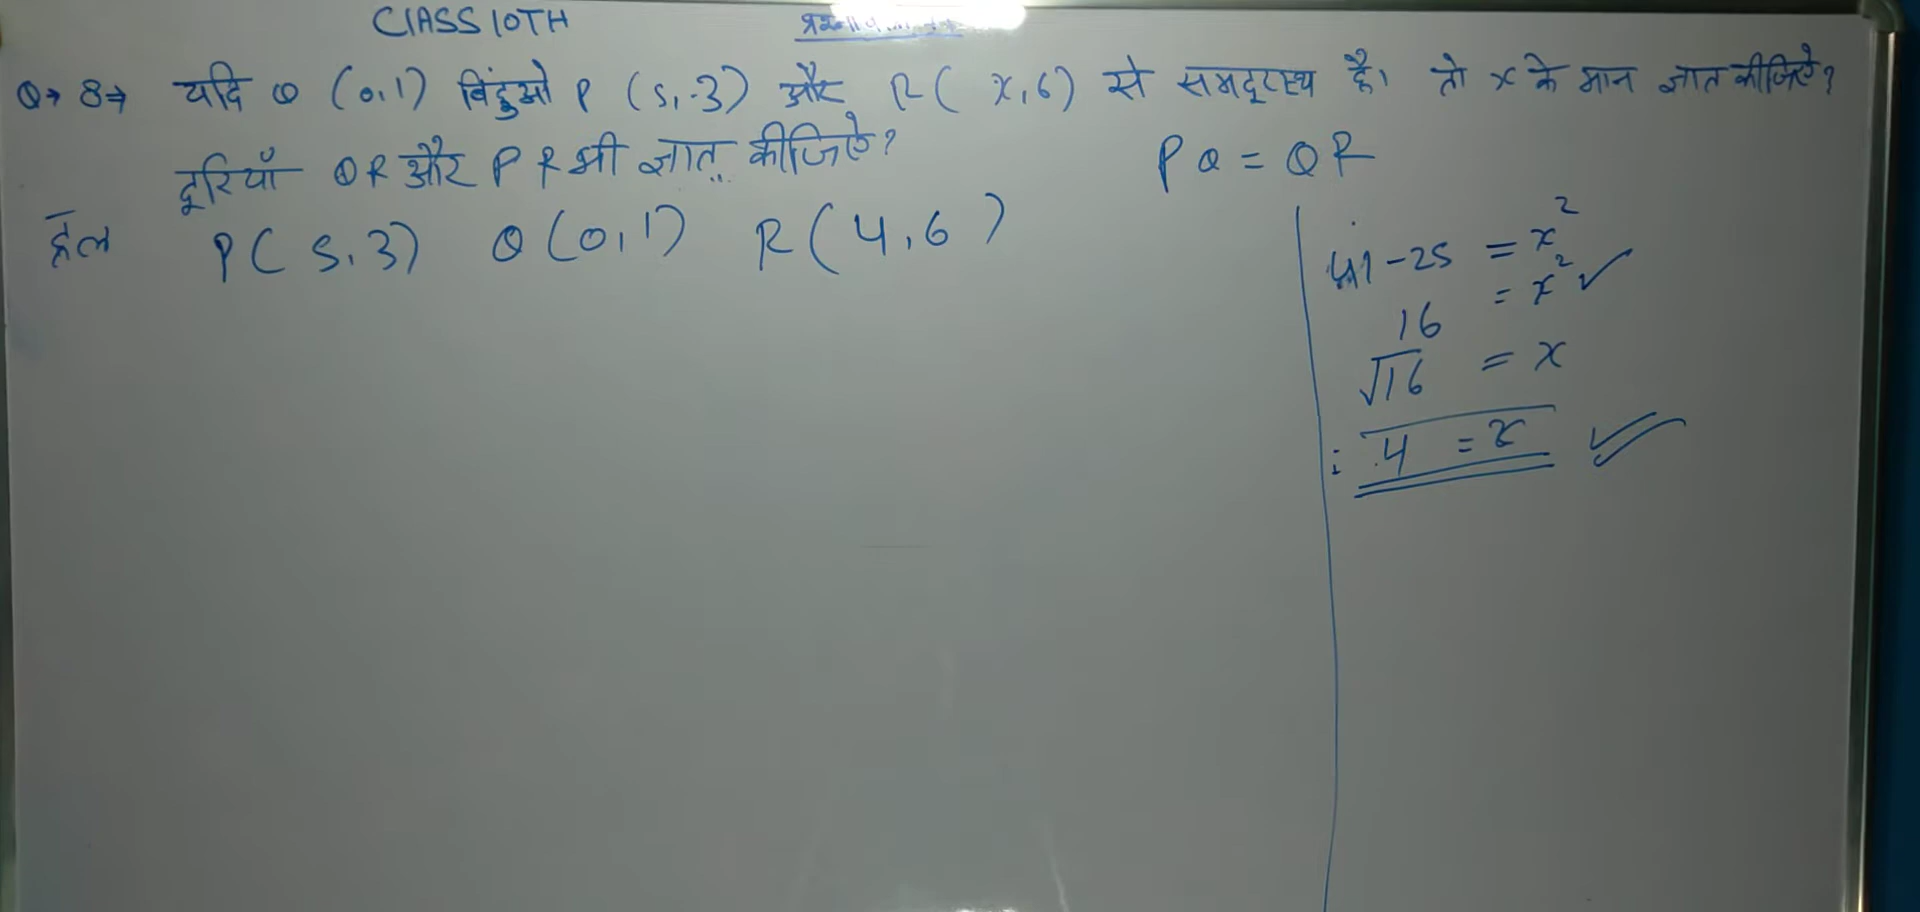 CLASS 10TH
Q→ 8⇒ यदि Q (0,1) बिंदुओ P (5,-3) और R( x,6) से समदूरस्थ है। तो x के मान ज्ञात कीजिऐ?
दूरियाँ QR और PR भी ज्ञात कीजिऐ?
PQ = QR
हल P( 5,3) Q(0,1) R(4,6)
41-25 = x²
16 = x² ✓
√16 = x
4 = x